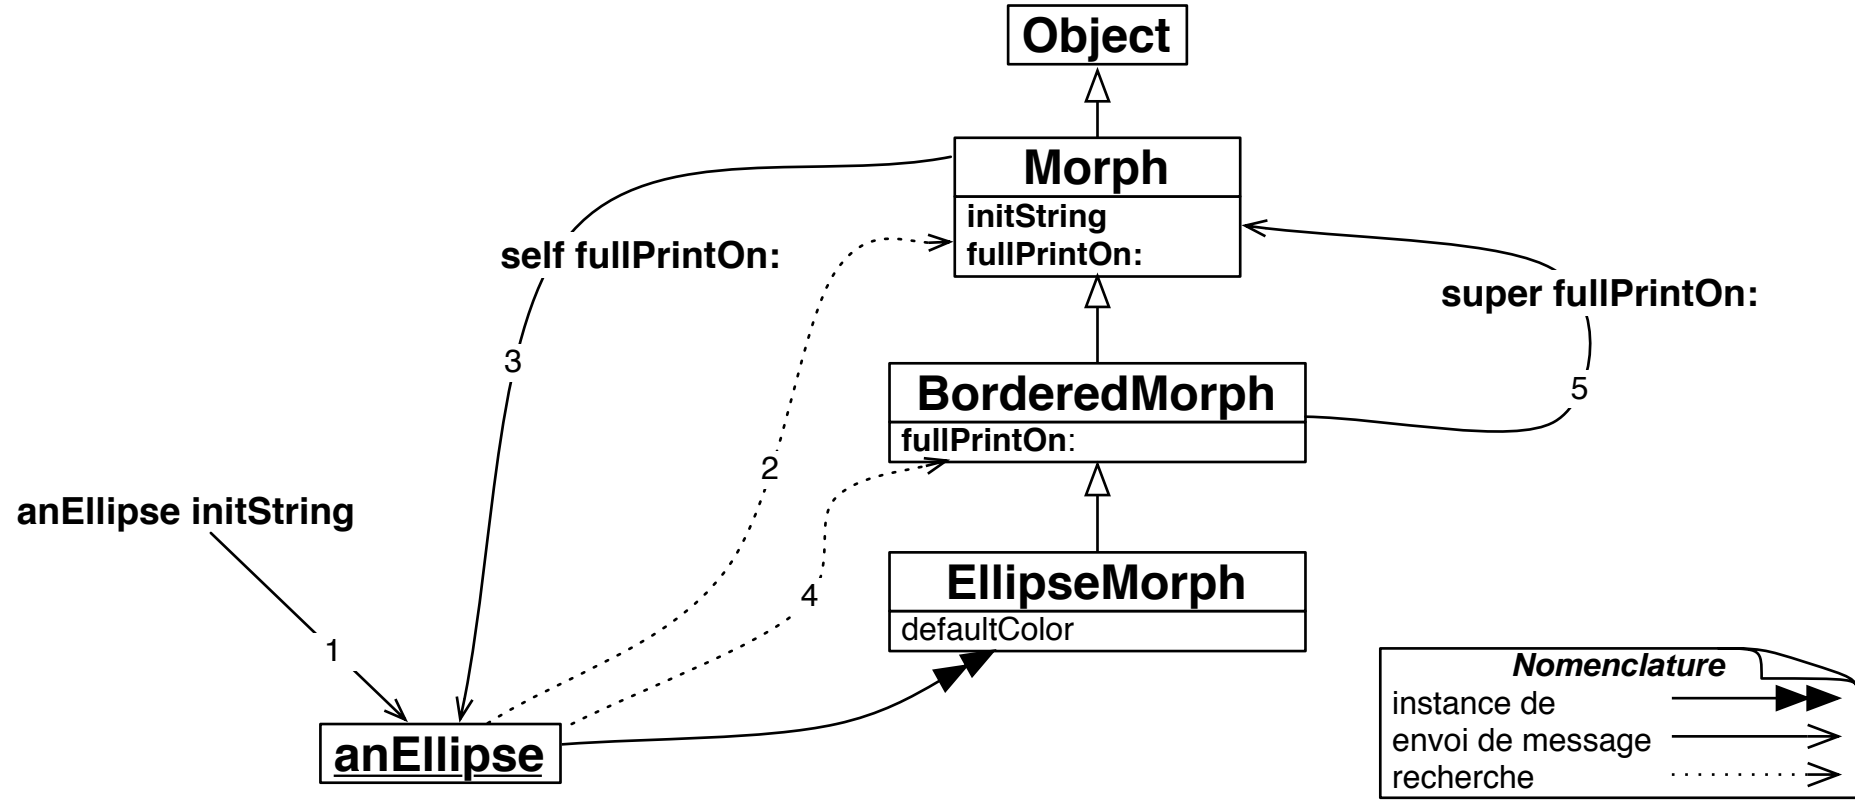 Object
Morph
initString
fullPrintOn:
self fullPrintOn:
super fullPrintOn:
3
BorderedMorph
fullPrintOn:
5
2
anEllipse initString
EllipseMorph
defaultColor
4
1
anEllipse
Nomenclature
instance de
envoi de message
recherche